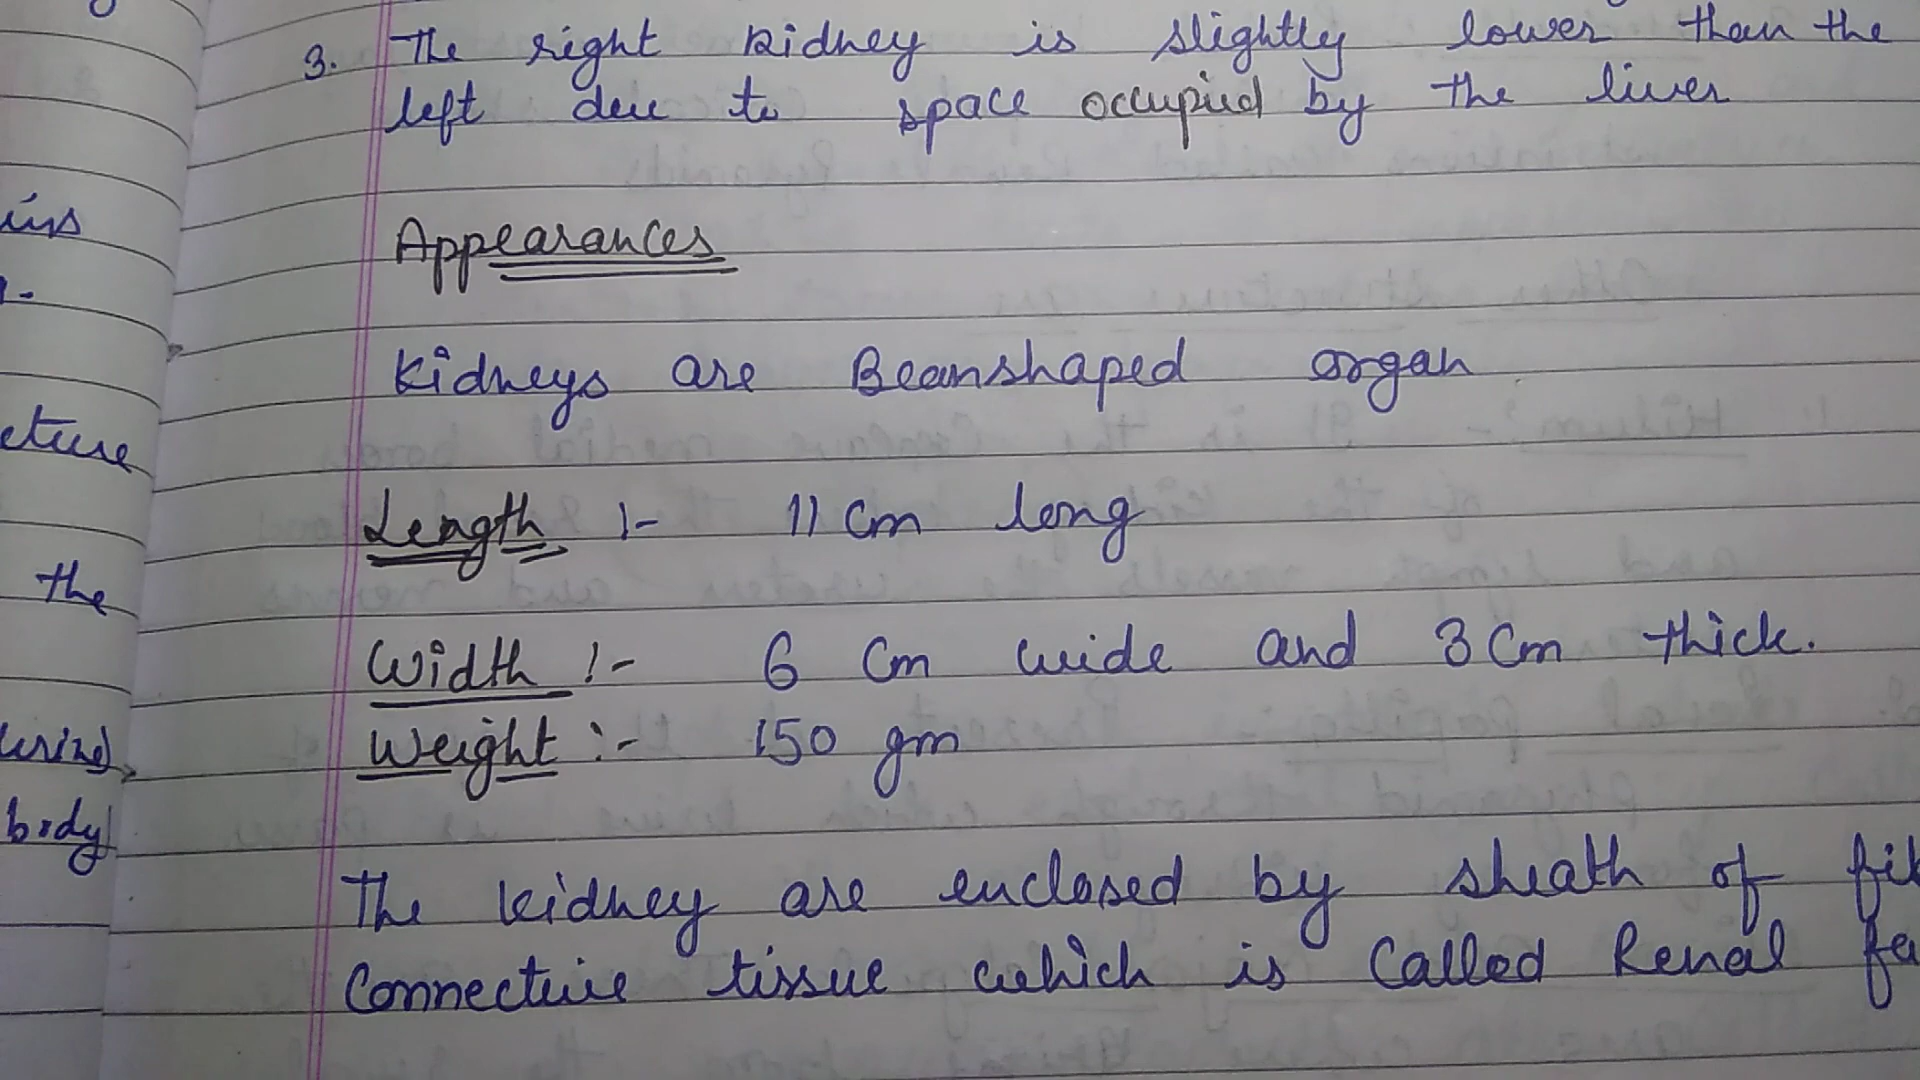 3. The right kidney is slightly lower than the
left due to space occupied by the liver
Appearances
Kidneys are Beanshaped organ
Length :- 11 cm long
Width :- 6 cm wide and 3 cm thick.
Weight :- 150 gm
The kidney are enclosed by sheath of
Connective tissue which is called Renal
the
body